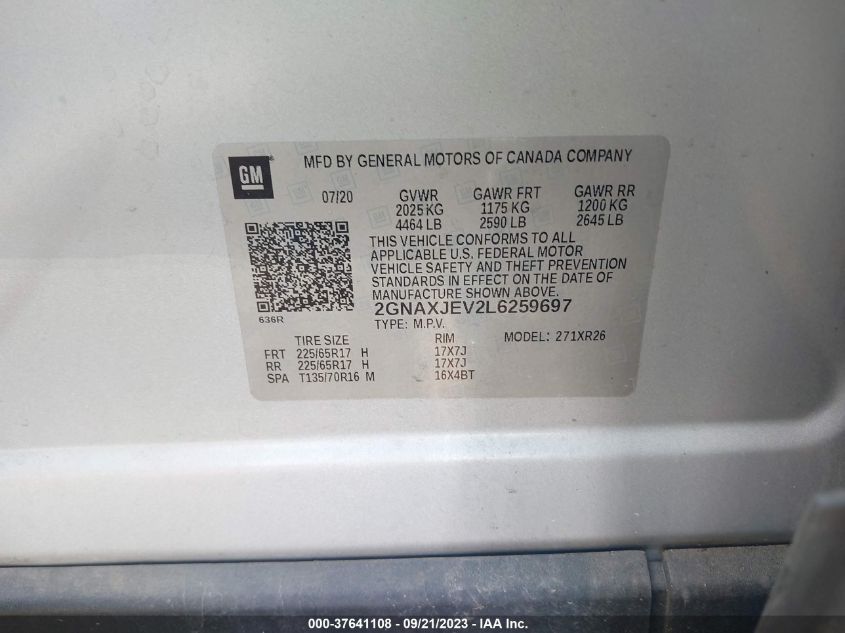 GM ®
MFD BY GENERAL MOTORS OF CANADA COMPANY
07/20 GVWR GAWR FRT GAWR RR
2025 KG 1175 KG 1200 KG
4464 LB 2590 LB 2645 LB
THIS VEHICLE CONFORMS TO ALL
APPLICABLE U.S. FEDERAL MOTOR
VEHICLE SAFETY AND THEFT PREVENTION
STANDARDS IN EFFECT ON THE DATE OF
MANUFACTURE SHOWN ABOVE.
2GNAXJEV2L6259697
636R
TYPE: M.P.V.
TIRE SIZE RIM MODEL: 271XR26
FRT 225/65R17 H 17X7J
RR 225/65R17 H 17X7J
SPA T135/70R16 M 16X4BT
000-37641108 - 09/21/2023 - IAA Inc.